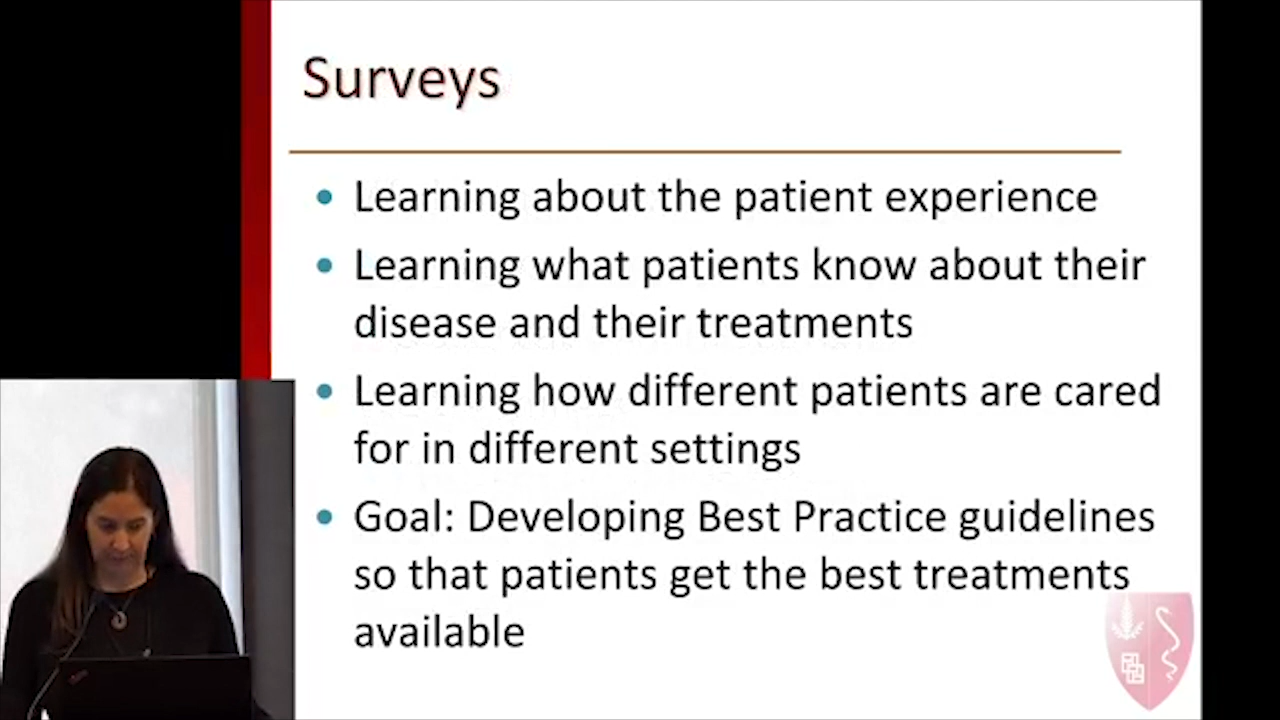 Surveys
Learning about the patient experience
Learning what patients know about their
disease and their treatments
Learning how different patients are cared
for in different settings
Goal: Developing Best Practice guidelines
so that patients get the best treatments
available